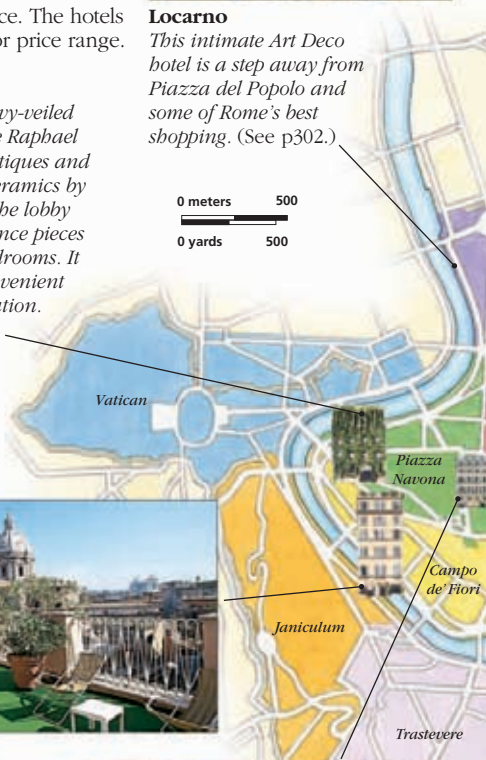 ce. The hotels
or price range.
vy-veiled
Raphael
tiques and
eramics by
he lobby
nce pieces
drooms. It
venient
ation.
Locarno
This intimate Art Deco
hotel is a step away from
Piazza del Popolo and
some of Rome's best
shopping. (See p302.)
0 meters 500
0 yards 500
Vatican
Piazza
Navona
Campo
de' Fiori
Janiculum
Trastevere